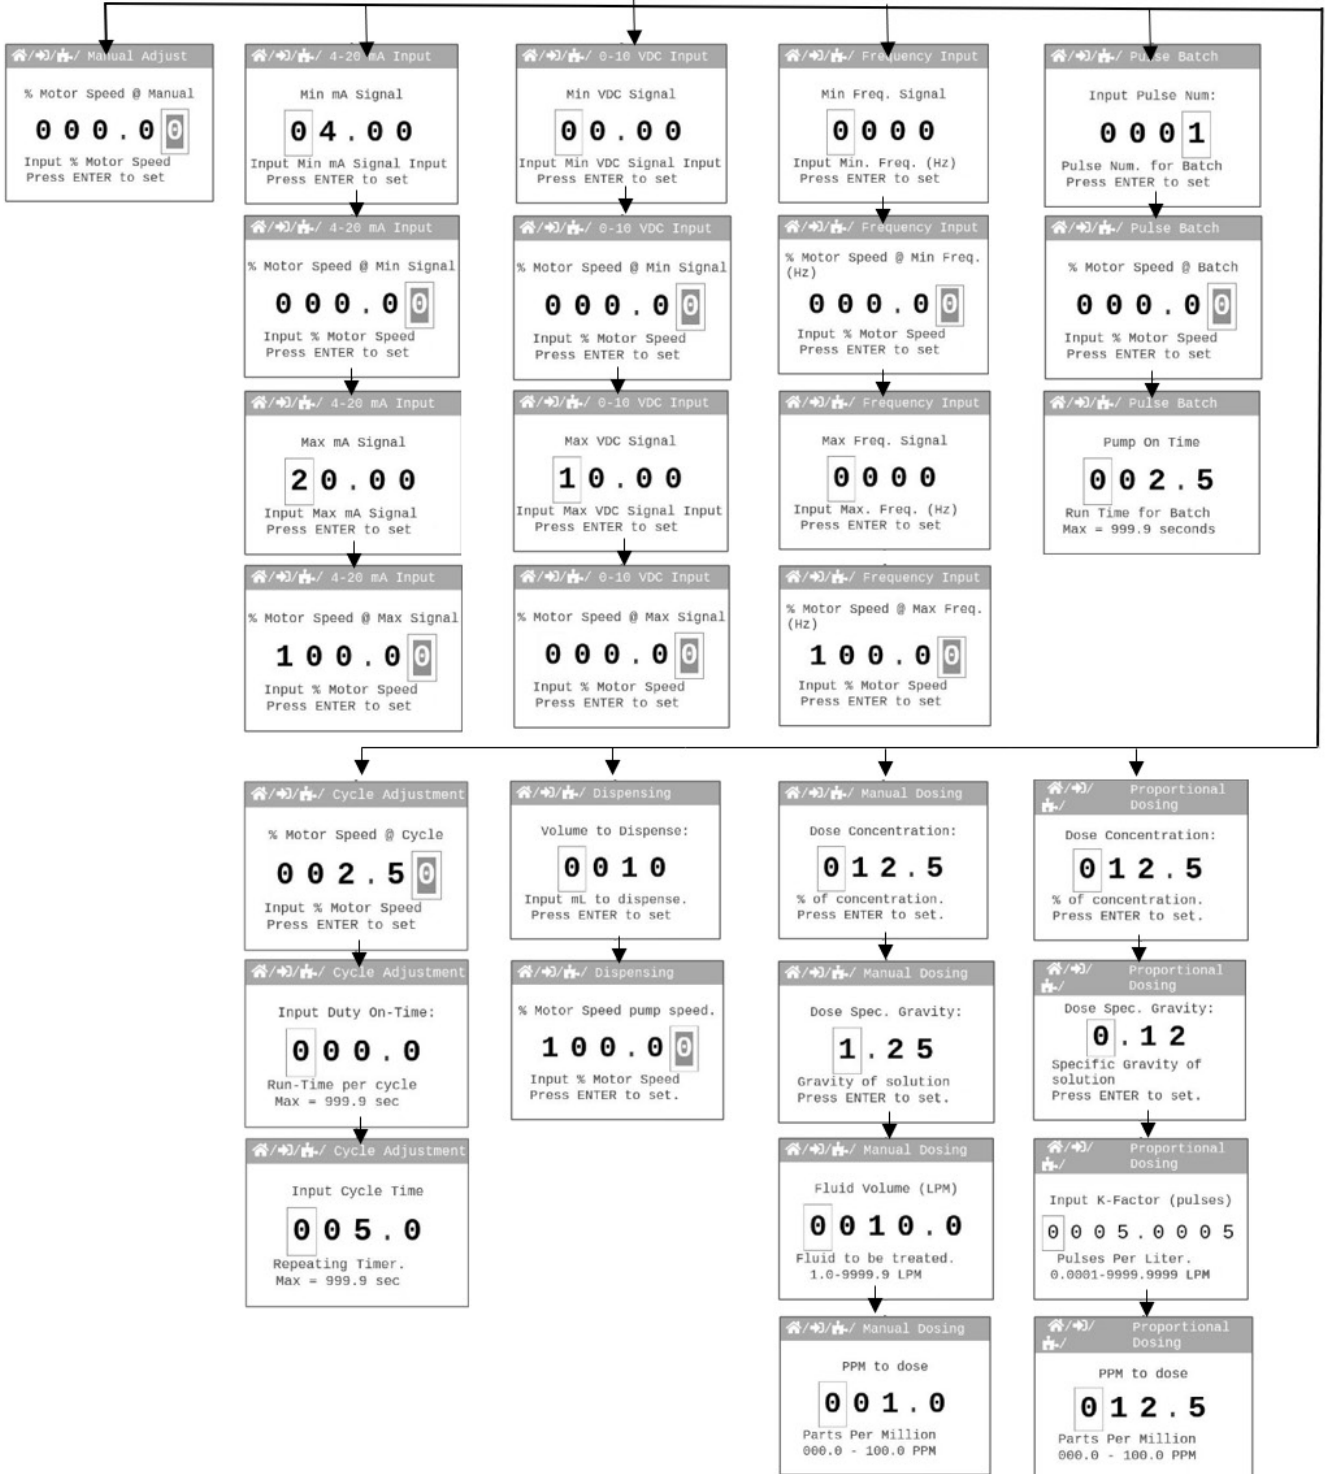 / Manual Adjust
% Motor Speed @ Manual
000.00
Input % Motor Speed
Press ENTER to set
/ 4-20 mA Input
Min mA Signal
04.00
Input Min mA Signal Input
Press ENTER to set
/ 4-20 mA Input
% Motor Speed @ Min Signal
000.00
Input % Motor Speed
Press ENTER to set
/ 4-20 mA Input
Max mA Signal
20.00
Input Max mA Signal
Press ENTER to set
/ 4-20 mA Input
% Motor Speed @ Max Signal
100.00
Input % Motor Speed
Press ENTER to set
/ 0-10 VDC Input
Min VDC Signal
00.00
Input Min VDC Signal Input
Press ENTER to set
/ 0-10 VDC Input
% Motor Speed @ Min Signal
000.00
Input % Motor Speed
Press ENTER to set
/ 0-10 VDC Input
Max VDC Signal
10.00
Input Max VDC Signal Input
Press ENTER to set
/ 0-10 VDC Input
% Motor Speed @ Max Signal
000.00
Input % Motor Speed
Press ENTER to set
/ Frequency Input
Min Freq. Signal
0000
Input Min. Freq. (Hz)
Press ENTER to set
/ Frequency Input
% Motor Speed @ Min Freq.
(Hz)
000.00
Input % Motor Speed
Press ENTER to set
/ Frequency Input
Max Freq. Signal
0000
Input Max. Freq. (Hz)
Press ENTER to set
/ Frequency Input
% Motor Speed @ Max Freq.
(Hz)
100.00
Input % Motor Speed
Press ENTER to set
/ Pulse Batch
Input Pulse Num:
0001
Pulse Num. for Batch
Press ENTER to set
/ Pulse Batch
% Motor Speed @ Batch
000.00
Input % Motor Speed
Press ENTER to set
/ Pulse Batch
Pump On Time
002.5
Run Time for Batch
Max = 999.9 seconds
/ Cycle Adjustment
% Motor Speed @ Cycle
002.50
Input % Motor Speed
Press ENTER to set
/ Cycle Adjustment
Input Duty On-Time:
000.0
Run-Time per cycle
Max = 999.9 sec
/ Cycle Adjustment
Input Cycle Time
005.0
Repeating Timer.
Max = 999.9 sec
/ Dispensing
Volume to Dispense:
0010
Input mL to dispense.
Press ENTER to set
/ Dispensing
% Motor Speed pump speed.
100.00
Input % Motor Speed
Press ENTER to set.
/ Manual Dosing
Dose Concentration:
012.5
% of concentration.
Press ENTER to set.
/ Manual Dosing
Dose Spec. Gravity:
1.25
Gravity of solution
Press ENTER to set.
/ Manual Dosing
Fluid Volume (LPM)
0010.0
Fluid to be treated.
1.0-9999.9 LPM
/ Manual Dosing
PPM to dose
001.0
Parts Per Million
000.0 - 100.0 PPM
/ Proportional
Dosing
Dose Concentration:
012.5
% of concentration.
Press ENTER to set.
/ Proportional
Dosing
Dose Spec. Gravity:
0.12
Specific Gravity of
solution
Press ENTER to set.
/ Proportional
Dosing
Input K-Factor (pulses)
0005.0005
Pulses Per Liter.
0.0001-9999.9999 LPM
/ Proportional
Dosing
PPM to dose
012.5
Parts Per Million
000.0 - 100.0 PPM